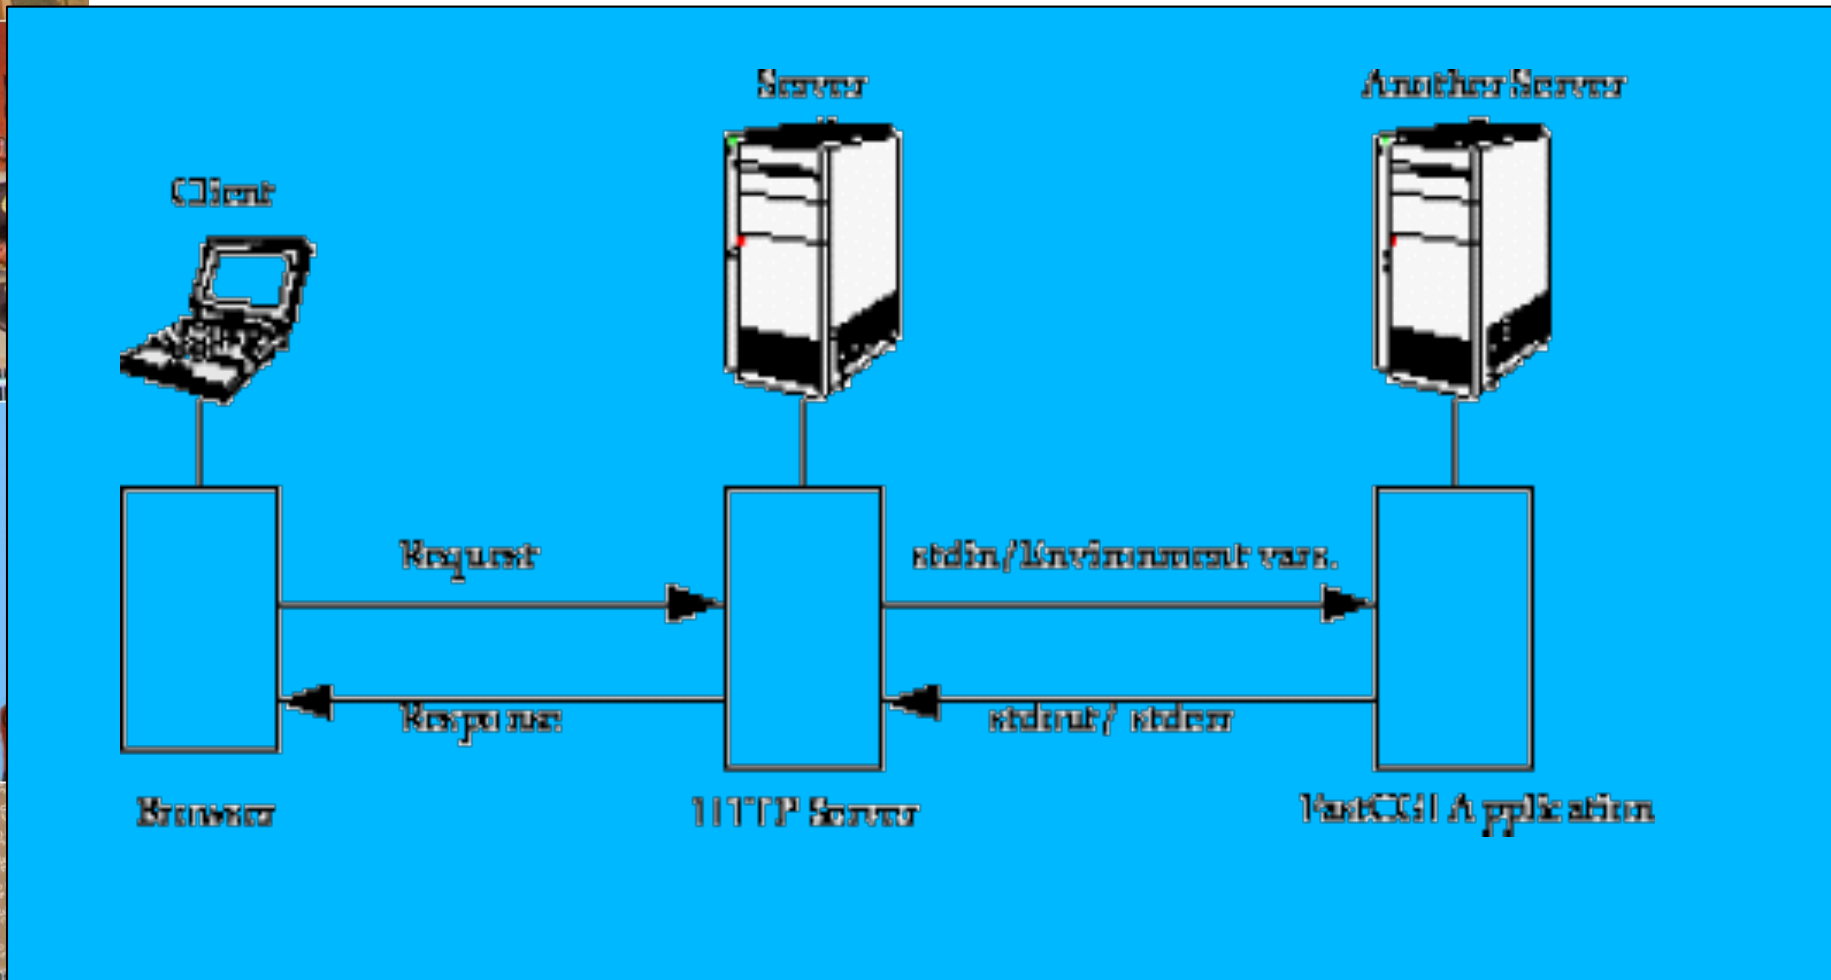 Server
Another Server
Client
Request
stdin/Environment vars.
Response
stdout/ stderr
Browser
HTTP Server
FastCGI Application